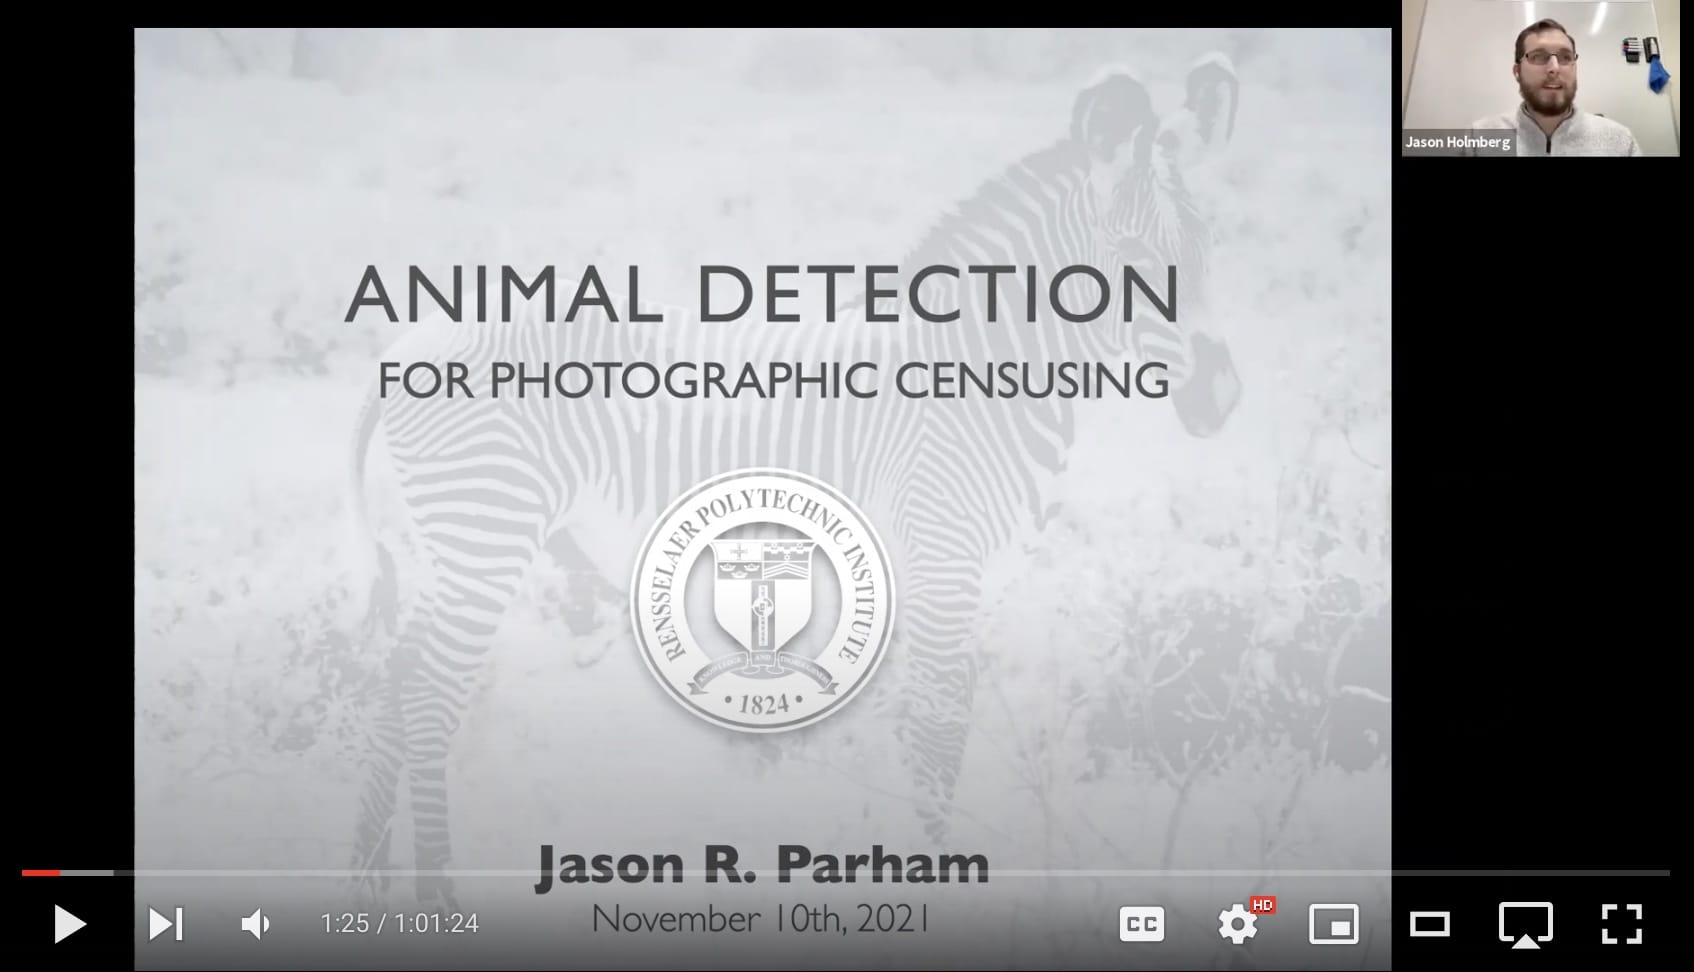 Jason Holmberg
ANIMAL DETECTION
FOR PHOTOGRAPHIC CENSUSING
RENSSELAER POLYTECHNIC INSTITUTE
KNOWLEDGE AND THOROUGHNESS
• 1824 •
Jason R. Parham
November 10th, 2021
1:25 / 1:01:24
CC
HD